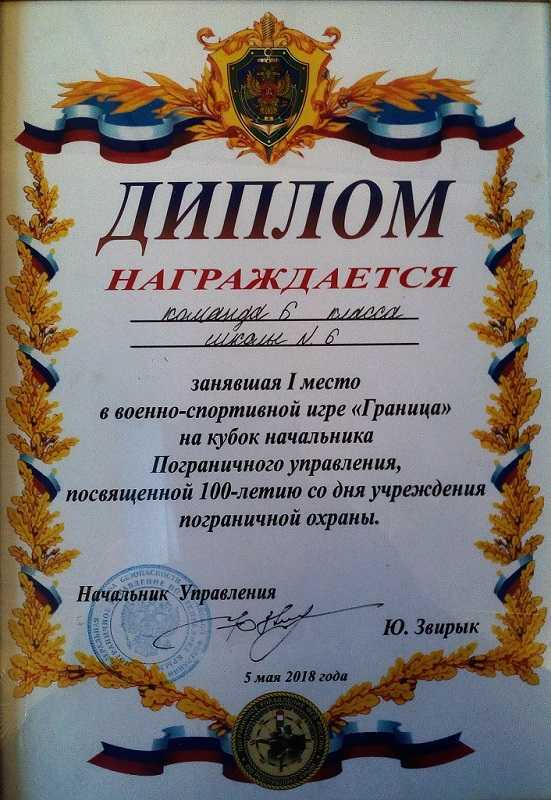 ДИПЛОМ
НАГРАЖДАЕТСЯ
команда 6 класса
школы № 6
занявшая I место
в военно-спортивной игре «Граница»
на кубок начальника
Пограничного управления,
посвященной 100-летию со дня учреждения
пограничной охраны.
Начальник Управления
Ю. Звирык
5 мая 2018 года